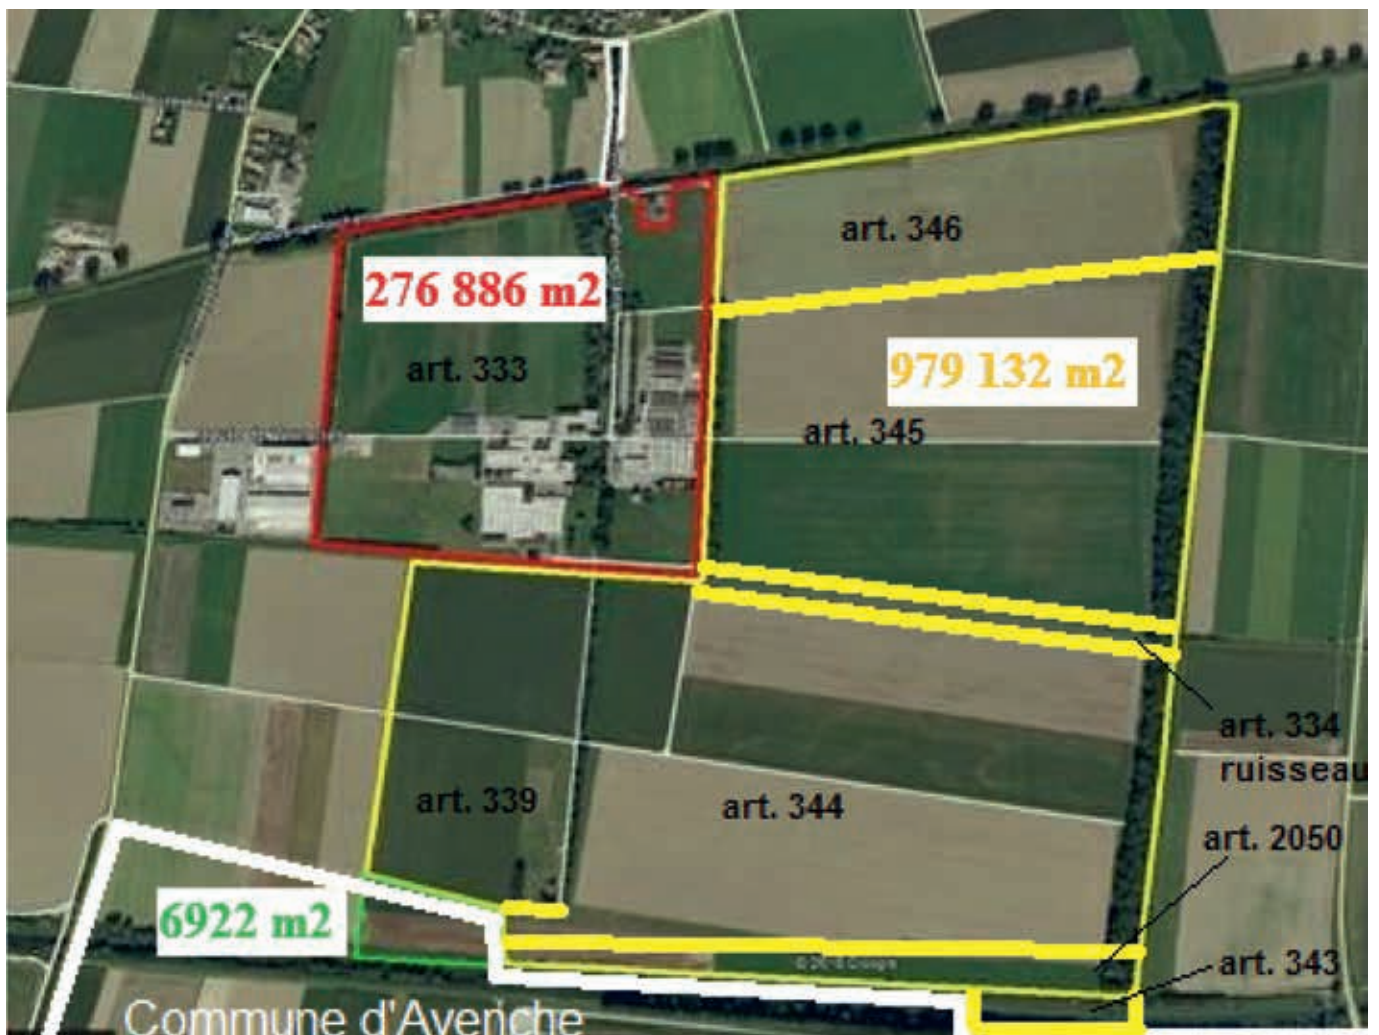 art. 346
276 886 m2
art. 333
979 132 m2
art. 345
art. 334
ruisseau
art. 339
art. 344
art. 2050
6922 m2
art. 343
Commune d'Avenche